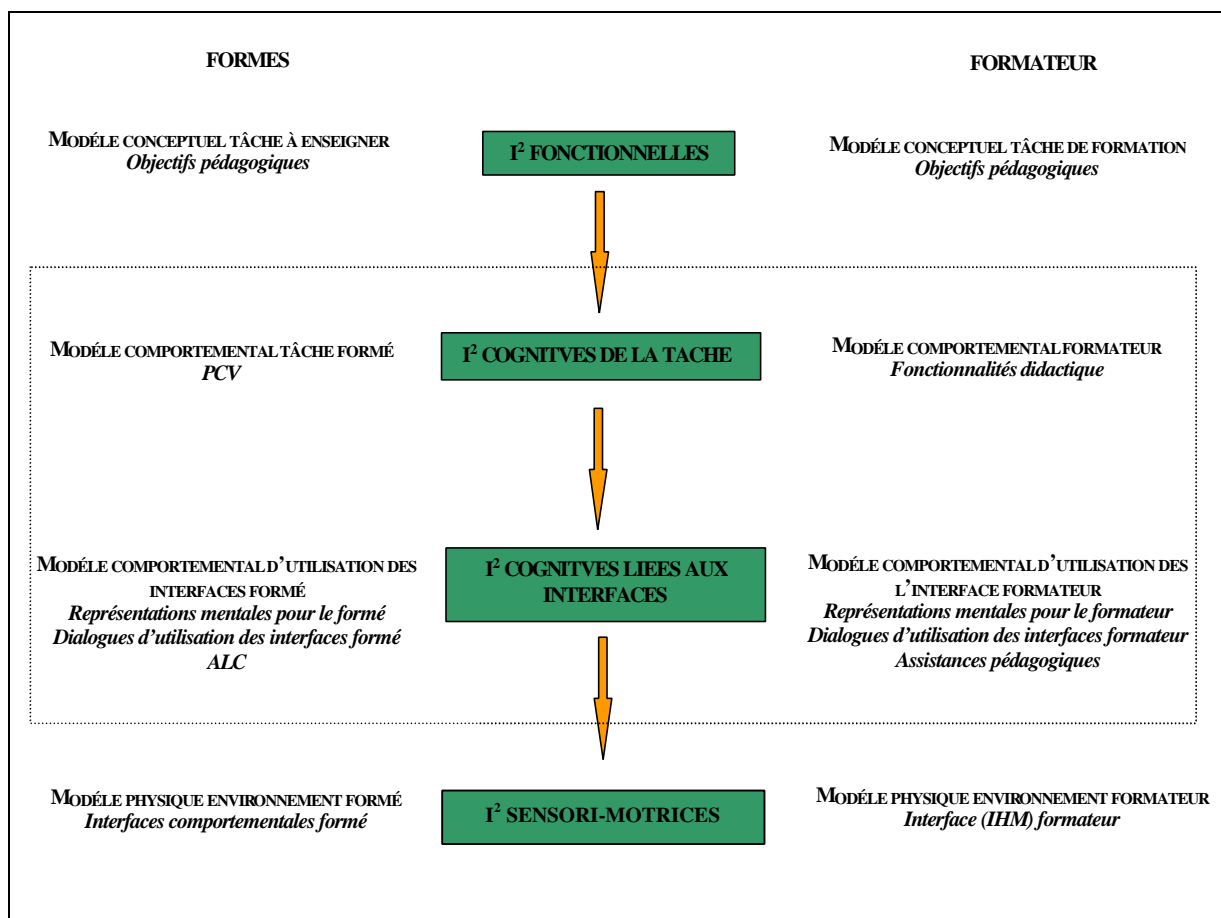 FORMES
FORMATEUR
MODÉLE CONCEPTUEL TÂCHE À ENSEIGNER
Objectifs pédagogiques
I² FONCTIONNELLES
MODÉLE CONCEPTUEL TÂCHE DE FORMATION
Objectifs pédagogiques
MODÉLE COMPORTEMENTAL TÂCHE FORMÉ
PCV
I² COGNITVES DE LA TACHE
MODÉLE COMPORTEMENTAL FORMATEUR
Fonctionnalités didactique
MODÉLE COMPORTEMENTAL D'UTILISATION DES
INTERFACES FORMÉ
Représentations mentales pour le formé
Dialogues d'utilisation des interfaces formé
ALC
I² COGNITVES LIEES AUX
INTERFACES
MODÉLE COMPORTEMENTAL D'UTILISATION DES
L'INTERFACE FORMATEUR
Représentations mentales pour le formateur
Dialogues d'utilisation des interfaces formateur
Assistances pédagogiques
MODÉLE PHYSIQUE ENVIRONNEMENT FORMÉ
Interfaces comportementales formé
I² SENSORI-MOTRICES
MODÉLE PHYSIQUE ENVIRONNEMENT FORMATEUR
Interface (IHM) formateur